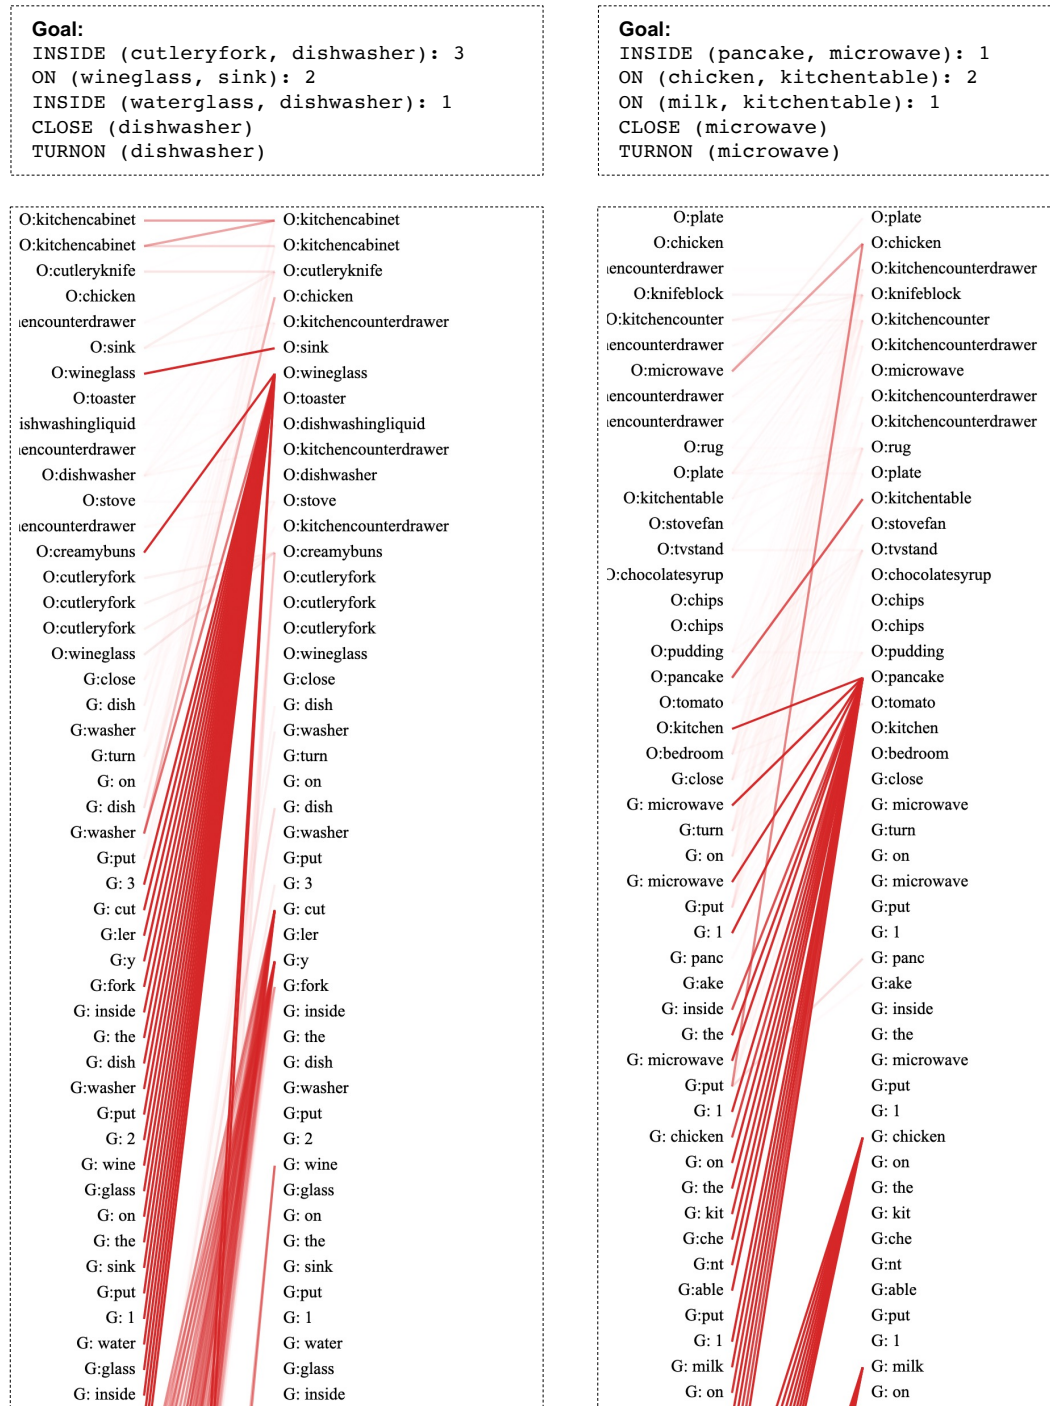 Goal:
INSIDE (cutleryfork, dishwasher): 3
ON (wineglass, sink): 2
INSIDE (waterglass, dishwasher): 1
CLOSE (dishwasher)
TURNON (dishwasher)
O:kitchencabinet O:kitchencabinet
O:kitchencabinet O:kitchencabinet
O:cutleryknife O:cutleryknife
O:chicken O:chicken
encounterdrawer O:kitchencounterdrawer
O:sink O:sink
O:wineglass O:wineglass
O:toaster O:toaster
ishwashingliquid O:dishwashingliquid
encounterdrawer O:kitchencounterdrawer
O:dishwasher O:dishwasher
O:stove O:stove
encounterdrawer O:kitchencounterdrawer
O:creamybuns O:creamybuns
O:cutleryfork O:cutleryfork
O:cutleryfork O:cutleryfork
O:cutleryfork O:cutleryfork
O:wineglass O:wineglass
G:close G:close
G: dish G: dish
G:washer G:washer
G:turn G:turn
G: on G: on
G: dish G: dish
G:washer G:washer
G:put G:put
G: 3 G: 3
G: cut G: cut
G:ler G:ler
G:y G:y
G:fork G:fork
G: inside G: inside
G: the G: the
G: dish G: dish
G:washer G:washer
G:put G:put
G: 2 G: 2
G: wine G: wine
G:glass G:glass
G: on G: on
G: the G: the
G: sink G: sink
G:put G:put
G: 1 G: 1
G: water G: water
G:glass G:glass
G: inside G: inside
Goal:
INSIDE (pancake, microwave): 1
ON (chicken, kitchentable): 2
ON (milk, kitchentable): 1
CLOSE (microwave)
TURNON (microwave)
O:plate O:plate
O:chicken O:chicken
encounterdrawer O:kitchencounterdrawer
O:knifeblock O:knifeblock
O:kitchencounter O:kitchencounter
encounterdrawer O:kitchencounterdrawer
O:microwave O:microwave
encounterdrawer O:kitchencounterdrawer
encounterdrawer O:kitchencounterdrawer
O:rug O:rug
O:plate O:plate
O:kitchentable O:kitchentable
O:stovefan O:stovefan
O:tvstand O:tvstand
O:chocolatesyrup O:chocolatesyrup
O:chips O:chips
O:chips O:chips
O:pudding O:pudding
O:pancake O:pancake
O:tomato O:tomato
O:kitchen O:kitchen
O:bedroom O:bedroom
G:close G:close
G: microwave G: microwave
G:turn G:turn
G: on G: on
G: microwave G: microwave
G:put G:put
G: 1 G: 1
G: panc G: panc
G:ake G:ake
G: inside G: inside
G: the G: the
G: microwave G: microwave
G:put G:put
G: 1 G: 1
G: chicken G: chicken
G: on G: on
G: the G: the
G: kit G: kit
G:che G:che
G:nt G:nt
G:able G:able
G:put G:put
G: 1 G: 1
G: milk G: milk
G: on G: on